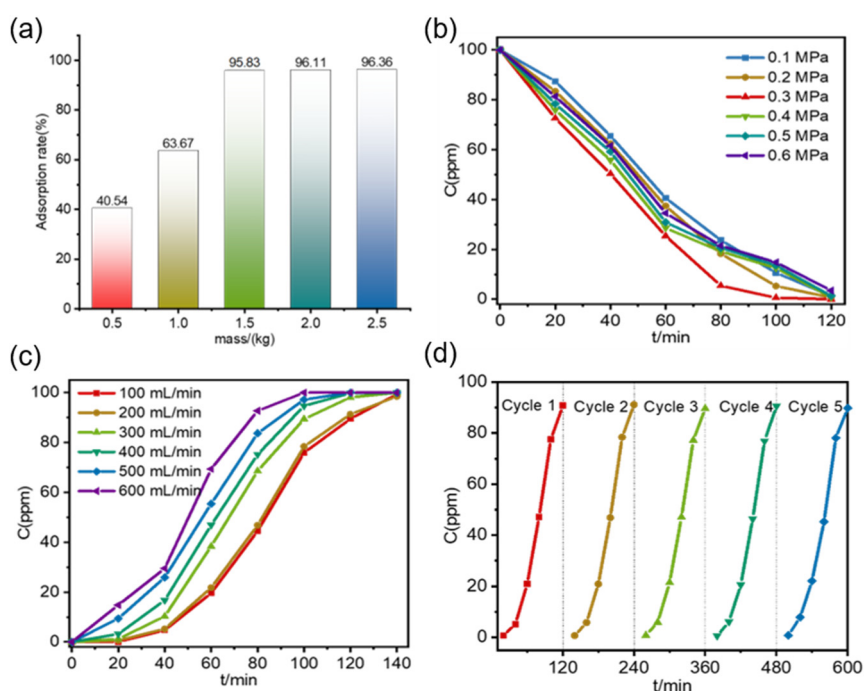 (a)
Adsorption rate(%)
100
80
60
40
20
0
40.54
63.67
95.83
96.11
96.36
0.5
1.0
1.5
2.0
2.5
mass/(kg)
(b)
C(ppm)
100
80
60
40
20
0
0.1 MPa
0.2 MPa
0.3 MPa
0.4 MPa
0.5 MPa
0.6 MPa
0
20
40
60
80
100
120
t/min
(c)
C(ppm)
100
80
60
40
20
0
100 mL/min
200 mL/min
300 mL/min
400 mL/min
500 mL/min
600 mL/min
0
20
40
60
80
100
120
140
t/min
(d)
C(ppm)
100
80
60
40
20
0
Cycle 1
Cycle 2
Cycle 3
Cycle 4
Cycle 5
120
240
360
480
600
t/min